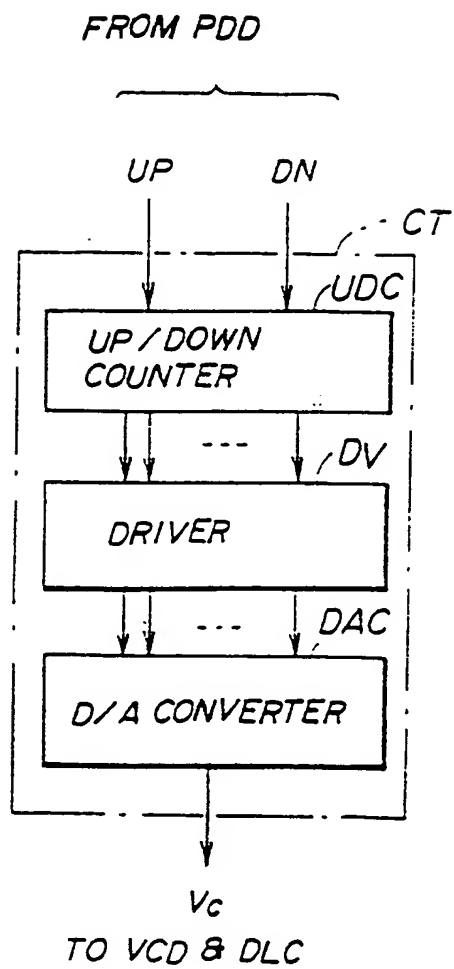 FROM PDD
UP DN
CT
UDC
UP/DOWN
COUNTER
DV
DRIVER
DAC
D/A CONVERTER
Vc
TO VCD & DLC